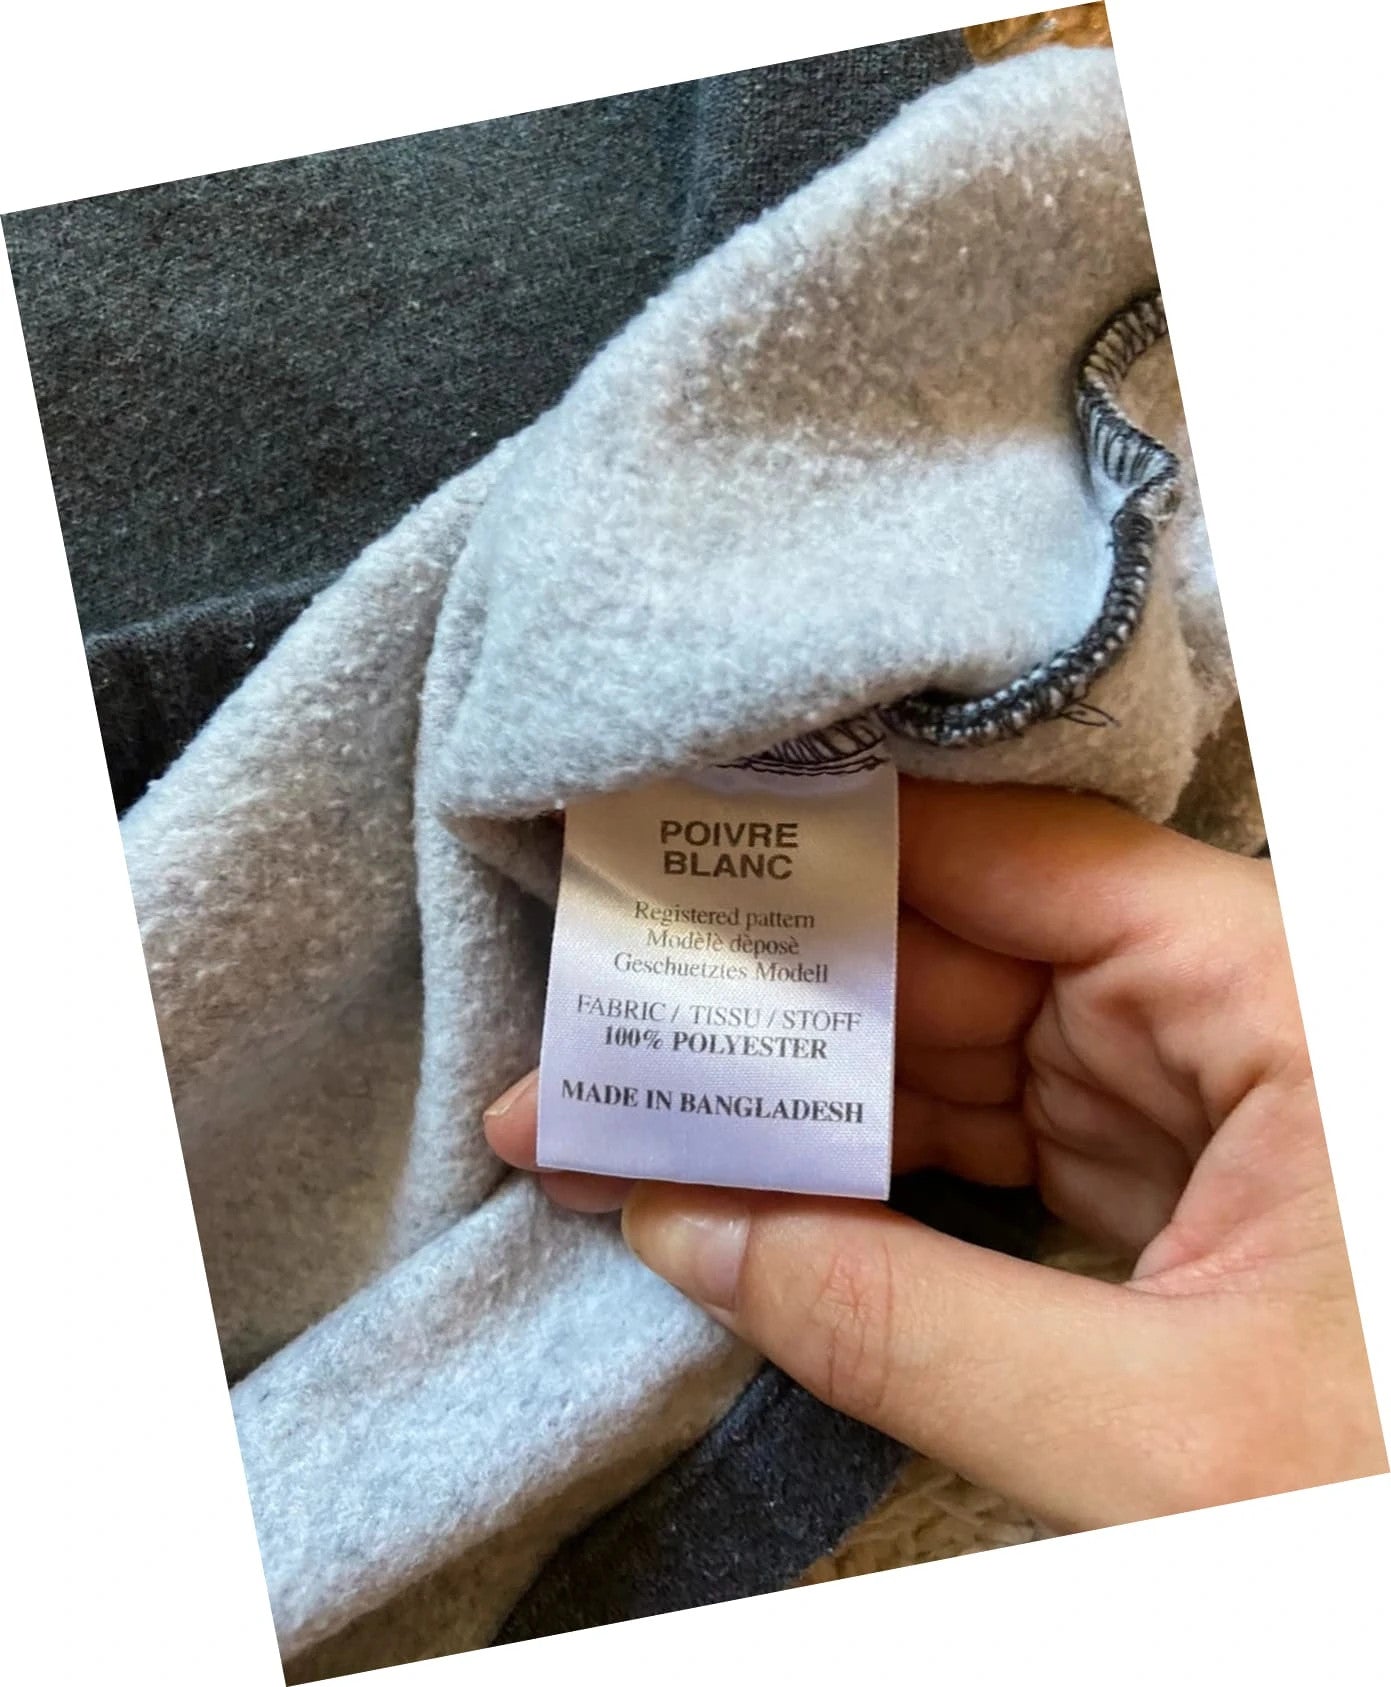 POIVRE
BLANC
Registered pattern
Modèlè dèposè
Geschuetztes Modell
FABRIC / TISSU / STOFF
100% POLYESTER
MADE IN BANGLADESH